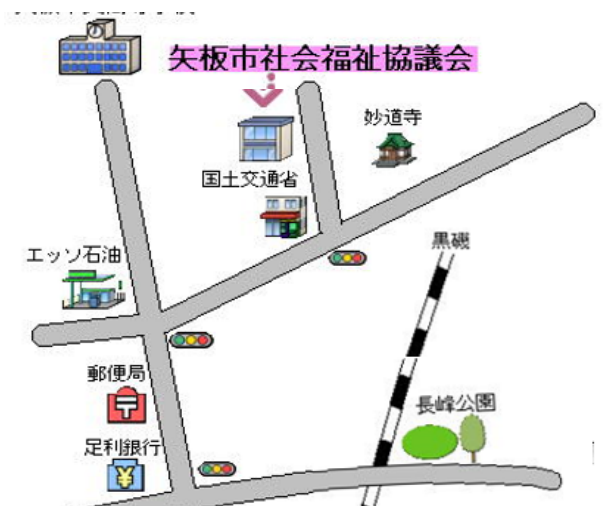 矢板市社会福祉協議会
妙道寺
国土交通省
黒磯
エッソ石油
郵便局
長峰公園
足利銀行
¥